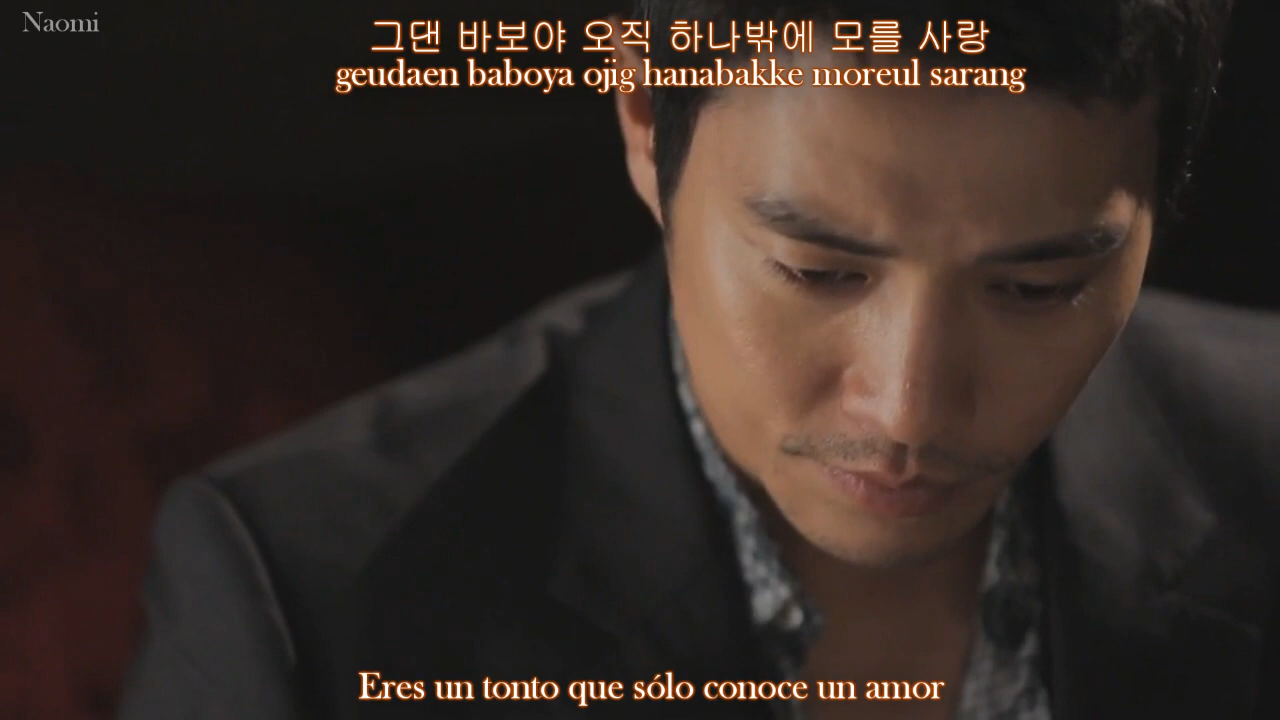 Naomi
그댄 바보야 오직 하나밖에 모를 사랑
geudaen baboya ojig hanabakke moreul sarang
Eres un tonto que sólo conoce un amor